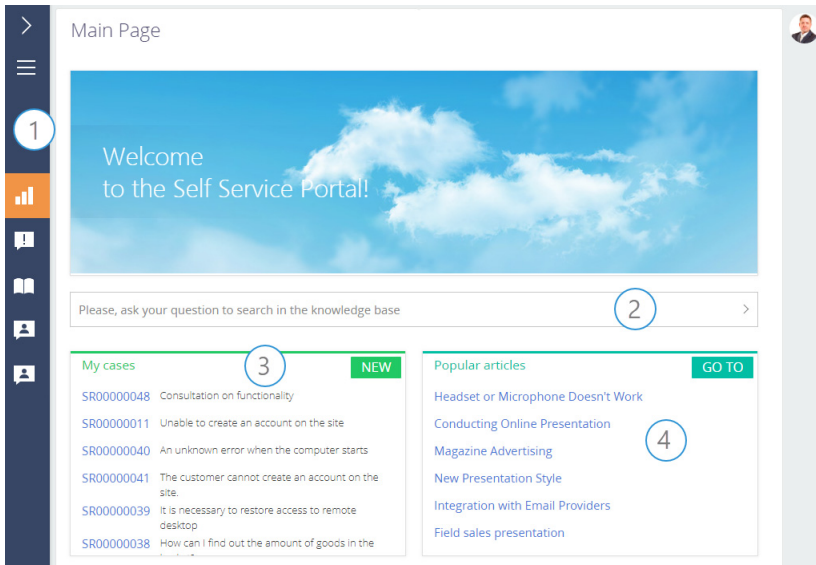 Main Page
1
Welcome
to the Self Service Portal!
Please, ask your question to search in the knowledge base
2
My cases
3
NEW
SR00000048 Consultation on functionality
SR00000011 Unable to create an account on the site
SR00000040 An unknown error when the computer starts
SR00000041 The customer cannot create an account on the
site.
SR00000039 It is necessary to restore access to remote
desktop
SR00000038 How can I find out the amount of goods in the
Popular articles
GO TO
Headset or Microphone Doesn't Work
Conducting Online Presentation
4
Magazine Advertising
New Presentation Style
Integration with Email Providers
Field sales presentation